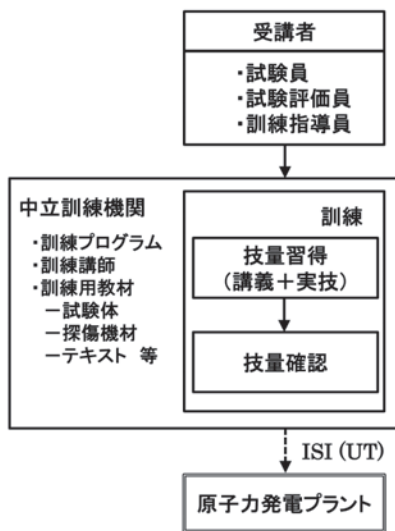 受講者
・試験員
・試験評価員
・訓練指導員
中立訓練機関
・訓練プログラム
・訓練講師
・訓練用教材
－試験体
－探傷機材
－テキスト 等
訓練
技量習得
(講義＋実技)
技量確認
ISI (UT)
原子力発電プラント